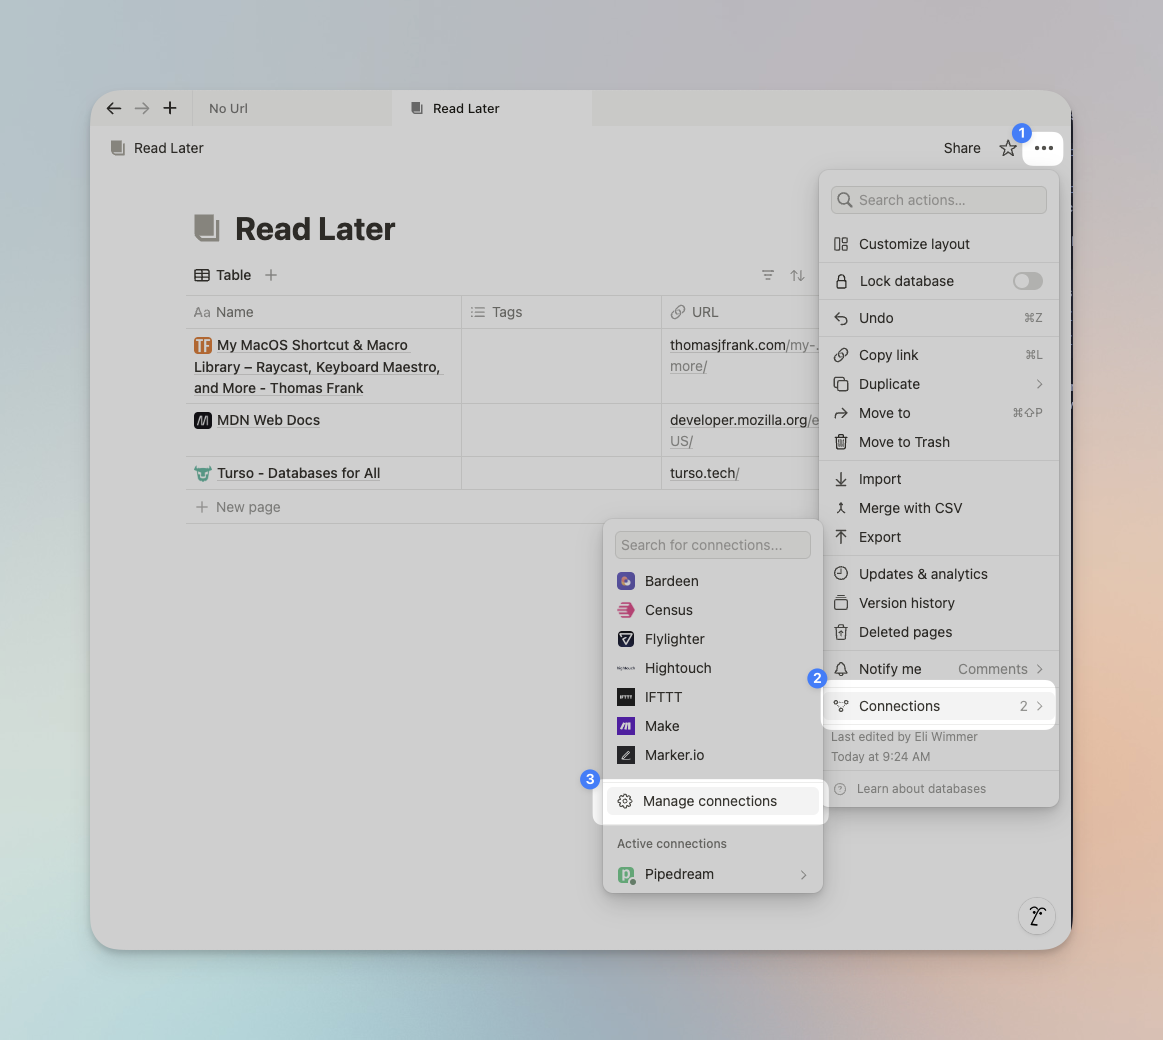 No Url
Read Later
Read Later
Share
1
Read Later
Table
Aa Name
Tags
URL
My MacOS Shortcut & Macro
Library – Raycast, Keyboard Maestro,
and More - Thomas Frank
thomasjfrank.com/my-.
more/
MDN Web Docs
developer.mozilla.org/e
US/
Turso - Databases for All
turso.tech/
New page
Search actions...
Customize layout
Lock database
Undo ⌘Z
Copy link ⌘L
Duplicate
Move to ⌘⇧P
Move to Trash
Import
Merge with CSV
Export
Updates & analytics
Version history
Deleted pages
Notify me Comments
2
Connections 2
Last edited by Eli Wimmer
Today at 9:24 AM
Learn about databases
Search for connections...
Bardeen
Census
Flylighter
Hightouch
IFTTT
Make
Marker.io
3
Manage connections
Active connections
Pipedream